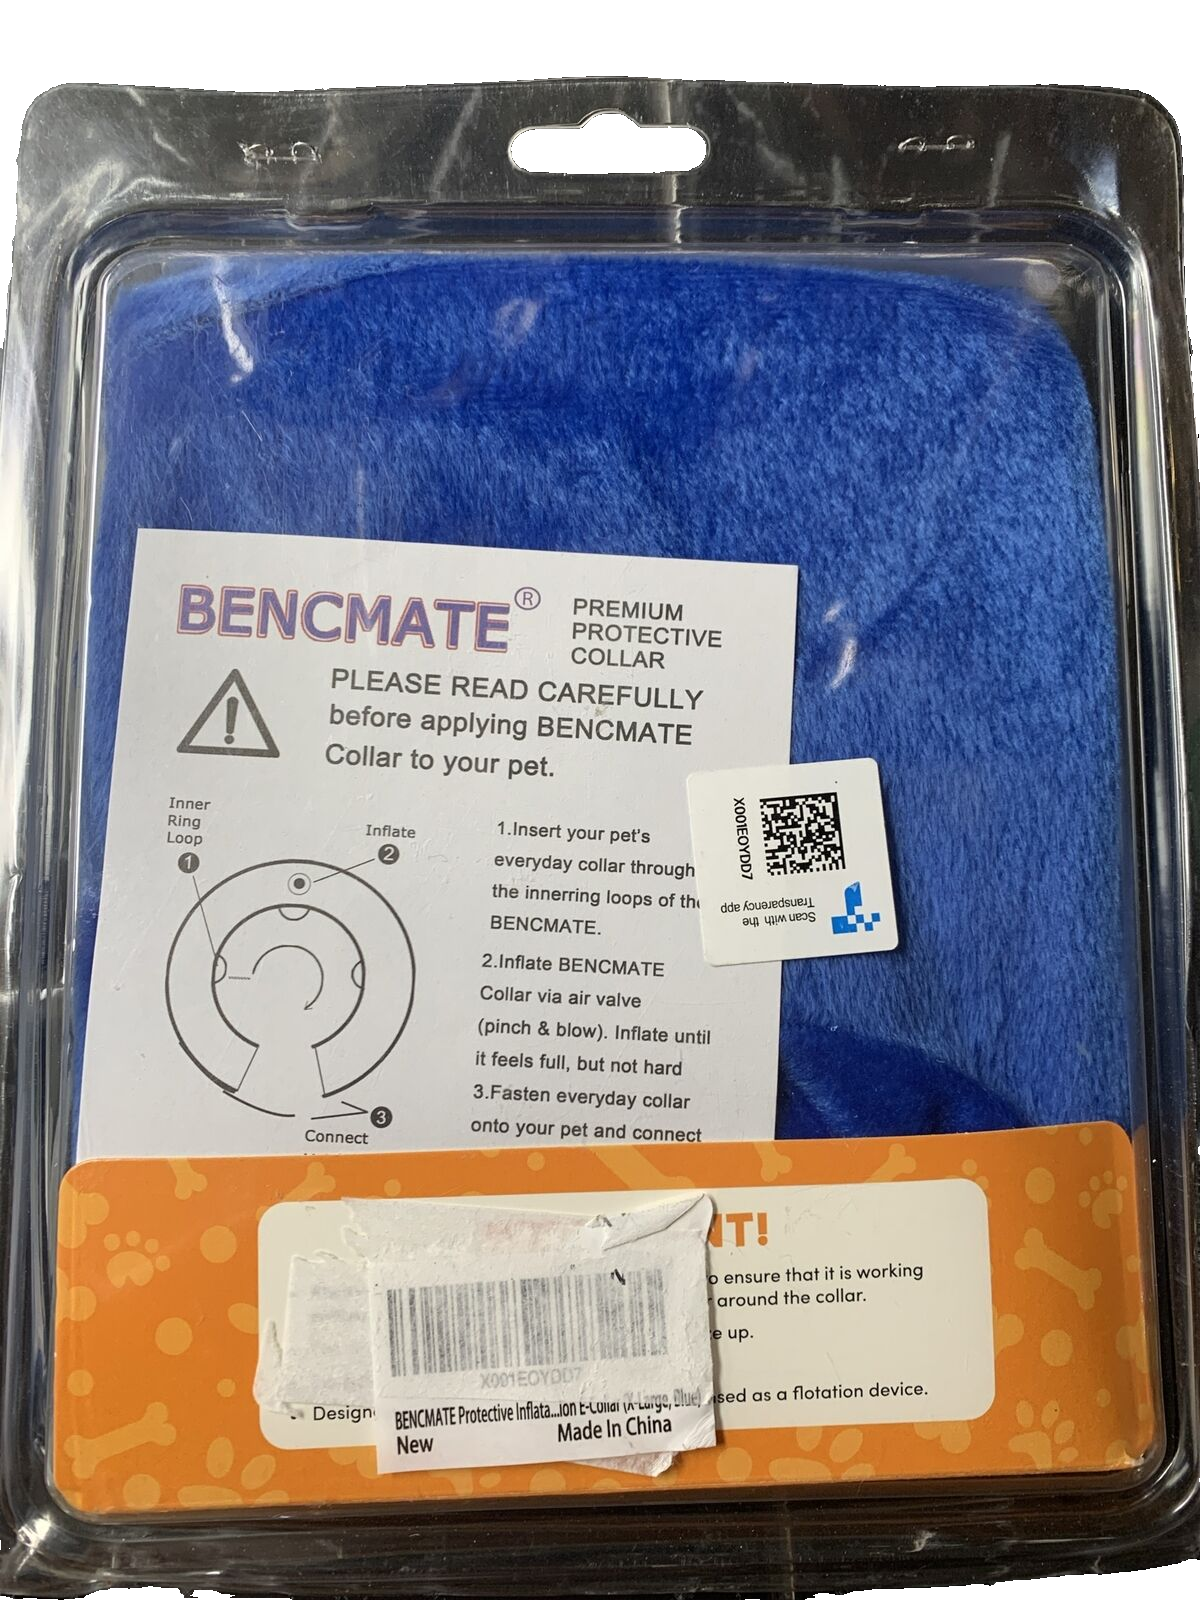 BENCMATE®
PREMIUM
PROTECTIVE
COLLAR
PLEASE READ CAREFULLY
before applying BENCMATE
Collar to your pet.
Inner
Ring
Loop
1
Inflate
2
3
Connect
1.Insert your pet's
everyday collar through
the innerring loops of the
BENCMATE.
2.Inflate BENCMATE
Collar via air valve
(pinch & blow). Inflate until
it feels full, but not hard
3.Fasten everyday collar
onto your pet and connect
X001EOYDD7
Scan with the
Transparency app
NT!
o ensure that it is working
around the collar.
e up.
Design
sed as a flotation device.
X001EOYDD7
BENCMATE Protective Inflata...ion E-Collar (X-Large, Blue)
New
Made In China